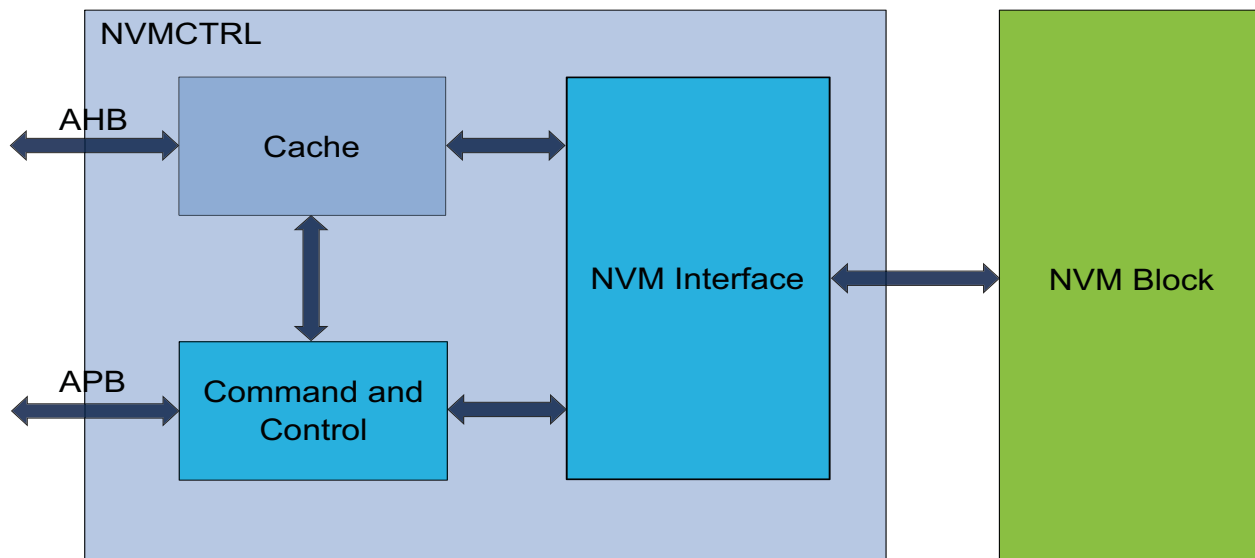 NVMCTRL
AHB
Cache
NVM Interface
NVM Block
APB
Command and
Control